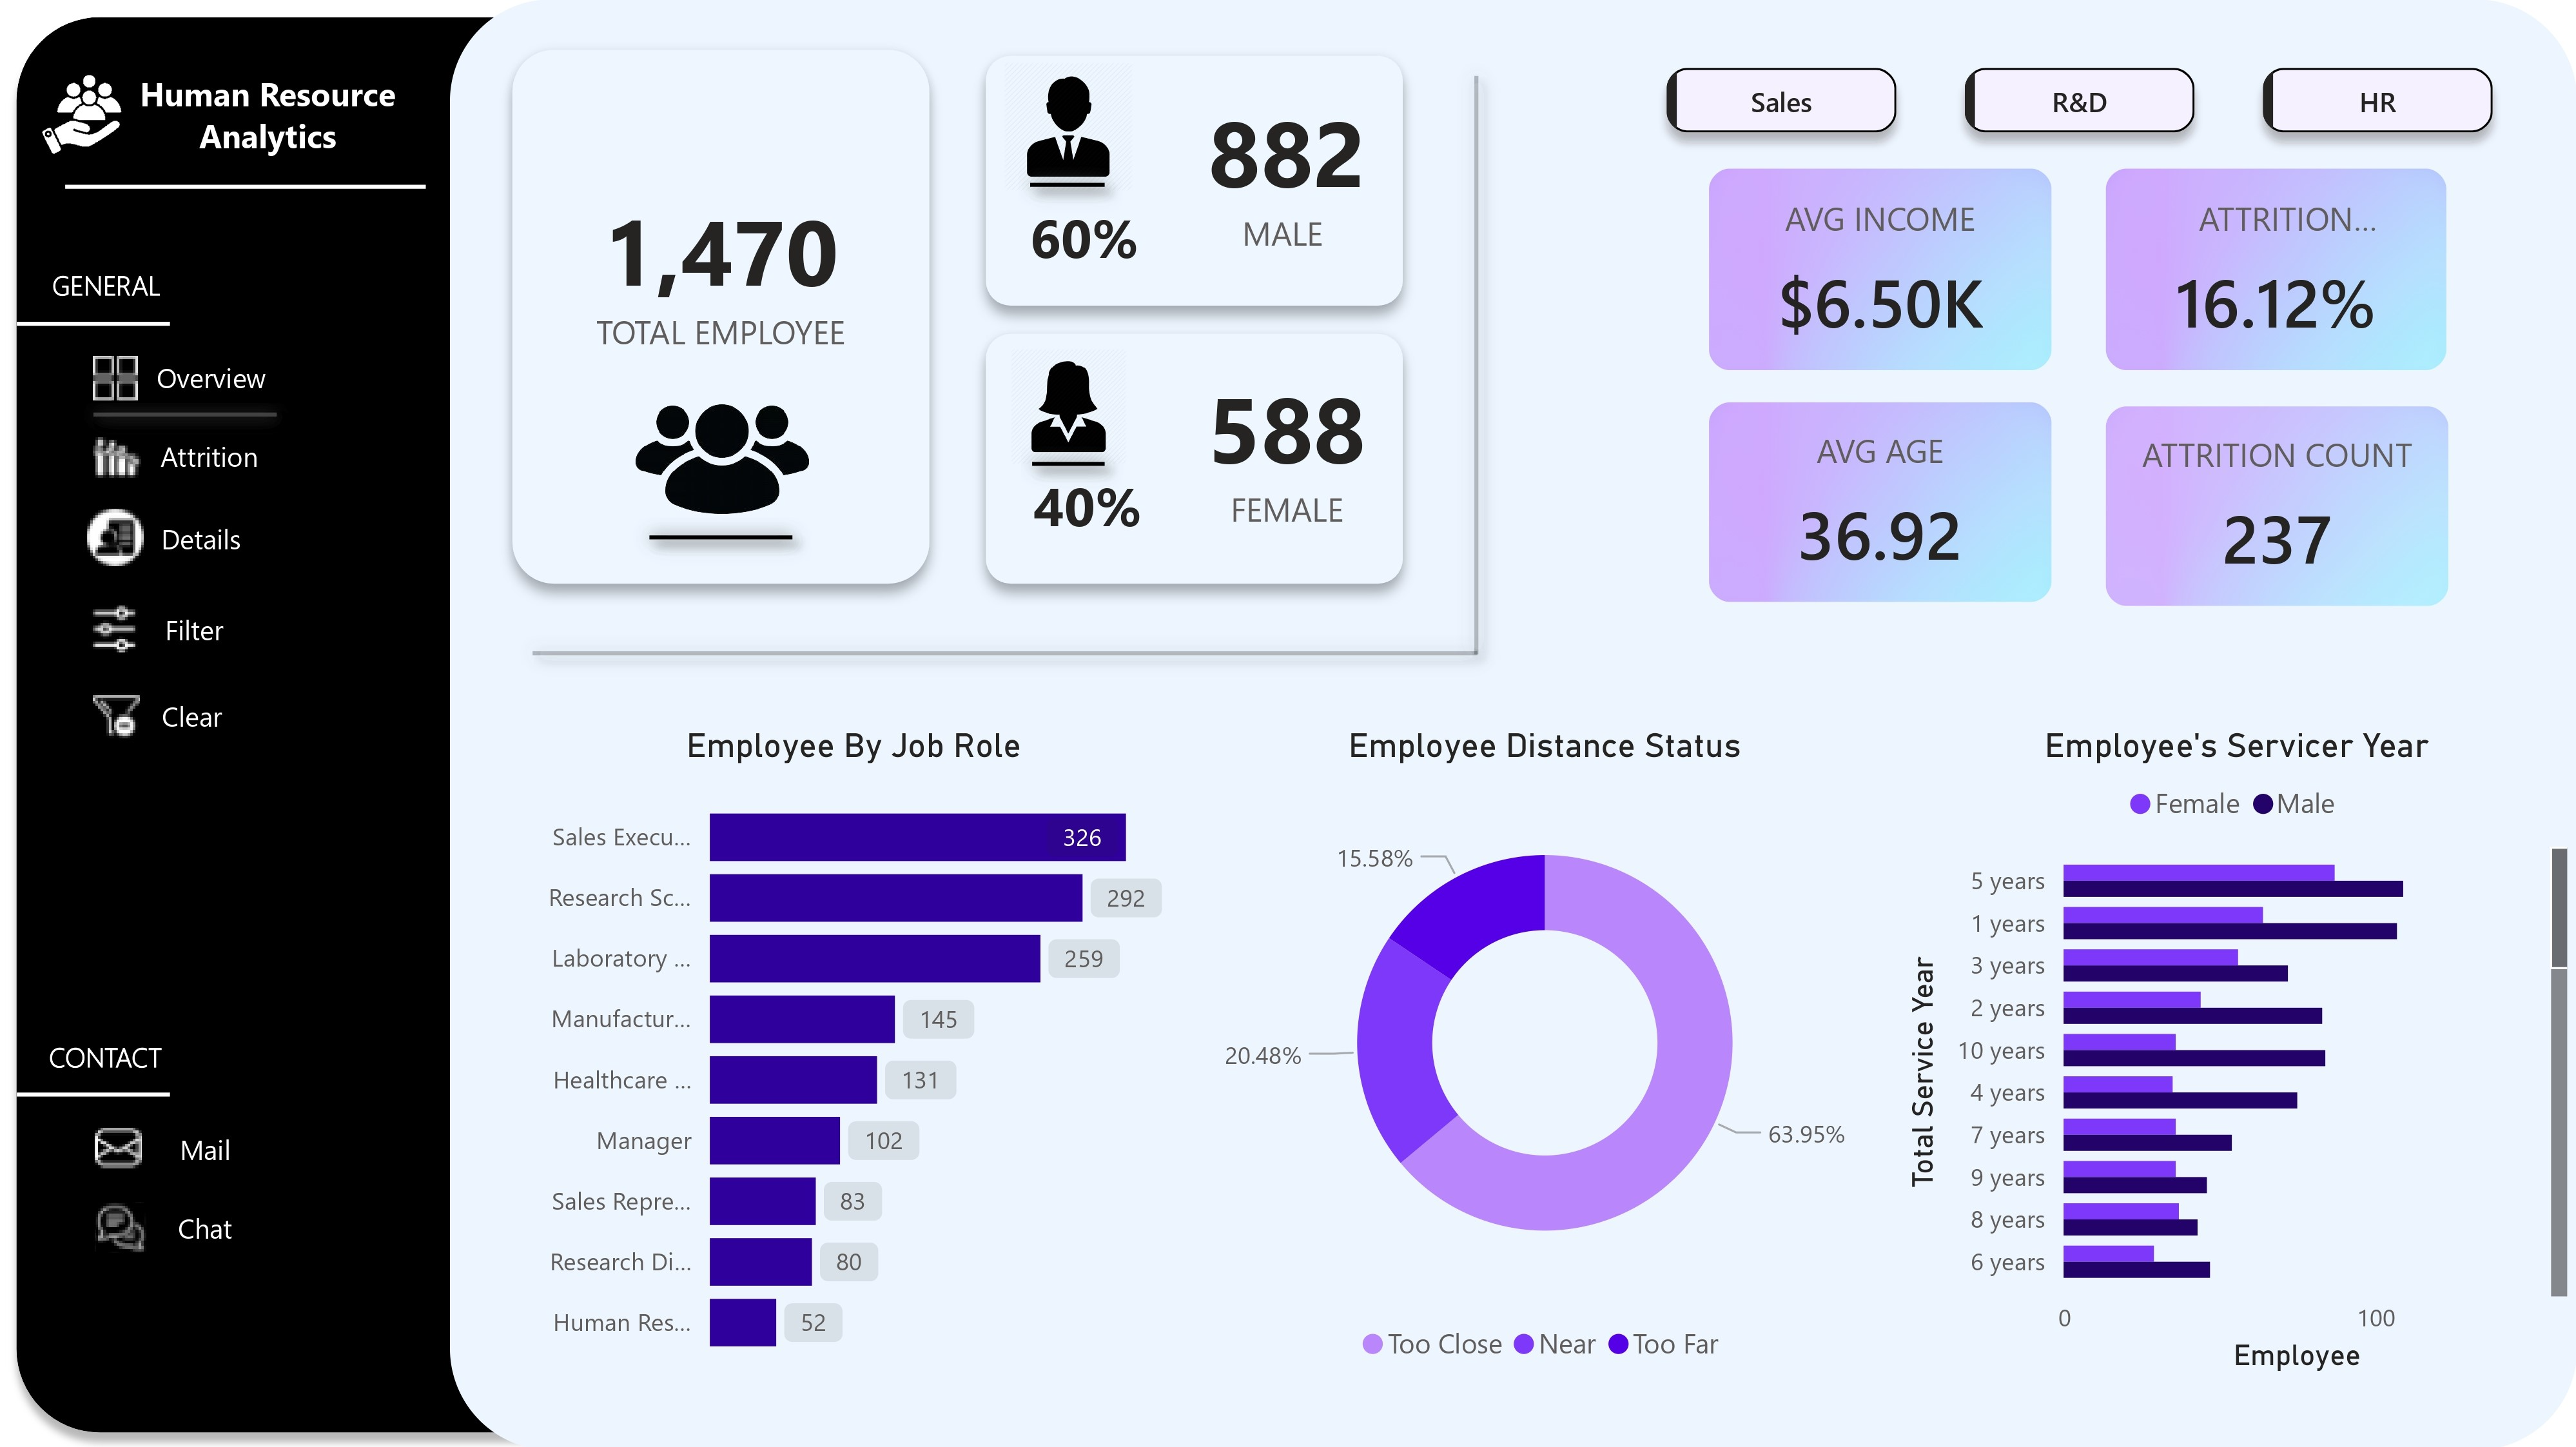 Human Resource
Analytics
GENERAL
Overview
Attrition
Details
Filter
Clear
CONTACT
Mail
Chat
1,470
TOTAL EMPLOYEE
882
60%
MALE
588
40%
FEMALE
Sales
R&D
HR
AVG INCOME
$6.50K
ATTRITION...
16.12%
AVG AGE
36.92
ATTRITION COUNT
237
Employee By Job Role
Sales Execu... 326
Research Sc... 292
Laboratory ... 259
Manufactur... 145
Healthcare ... 131
Manager 102
Sales Repre... 83
Research Di... 80
Human Res... 52
Employee Distance Status
15.58%
20.48%
63.95%
Too Close Near Too Far
Employee's Servicer Year
Female Male
Total Service Year
5 years
1 years
3 years
2 years
10 years
4 years
7 years
9 years
8 years
6 years
0 100
Employee